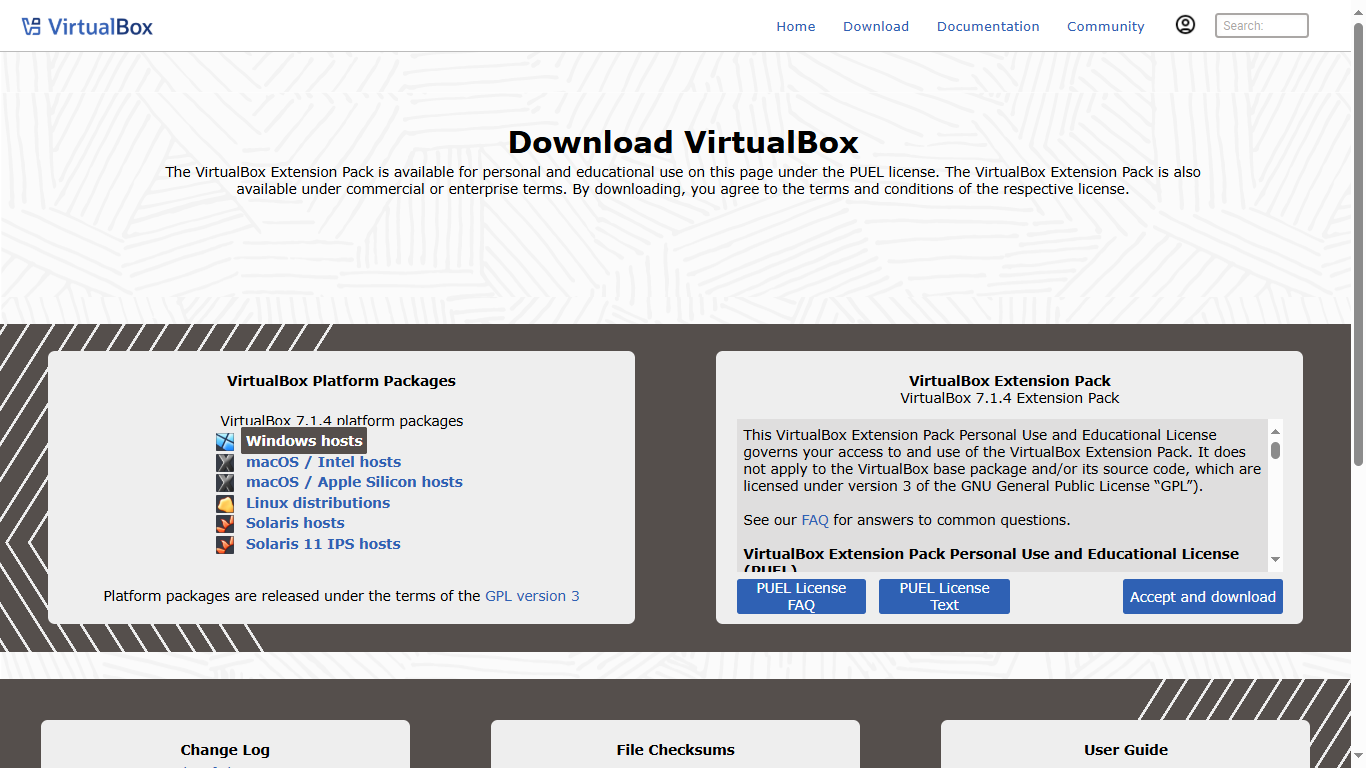 VirtualBox
Home
Download
Documentation
Community
Search:
Download VirtualBox
The VirtualBox Extension Pack is available for personal and educational use on this page under the PUEL license. The VirtualBox Extension Pack is also
available under commercial or enterprise terms. By downloading, you agree to the terms and conditions of the respective license.
VirtualBox Platform Packages
VirtualBox 7.1.4 platform packages
Windows hosts
macOS / Intel hosts
macOS / Apple Silicon hosts
Linux distributions
Solaris hosts
Solaris 11 IPS hosts
Platform packages are released under the terms of the GPL version 3
VirtualBox Extension Pack
VirtualBox 7.1.4 Extension Pack
This VirtualBox Extension Pack Personal Use and Educational License
governs your access to and use of the VirtualBox Extension Pack. It does
not apply to the VirtualBox base package and/or its source code, which are
licensed under version 3 of the GNU General Public License “GPL”).
See our FAQ for answers to common questions.
VirtualBox Extension Pack Personal Use and Educational License
(PUEL)
PUEL License
FAQ
PUEL License
Text
Accept and download
Change Log
File Checksums
User Guide